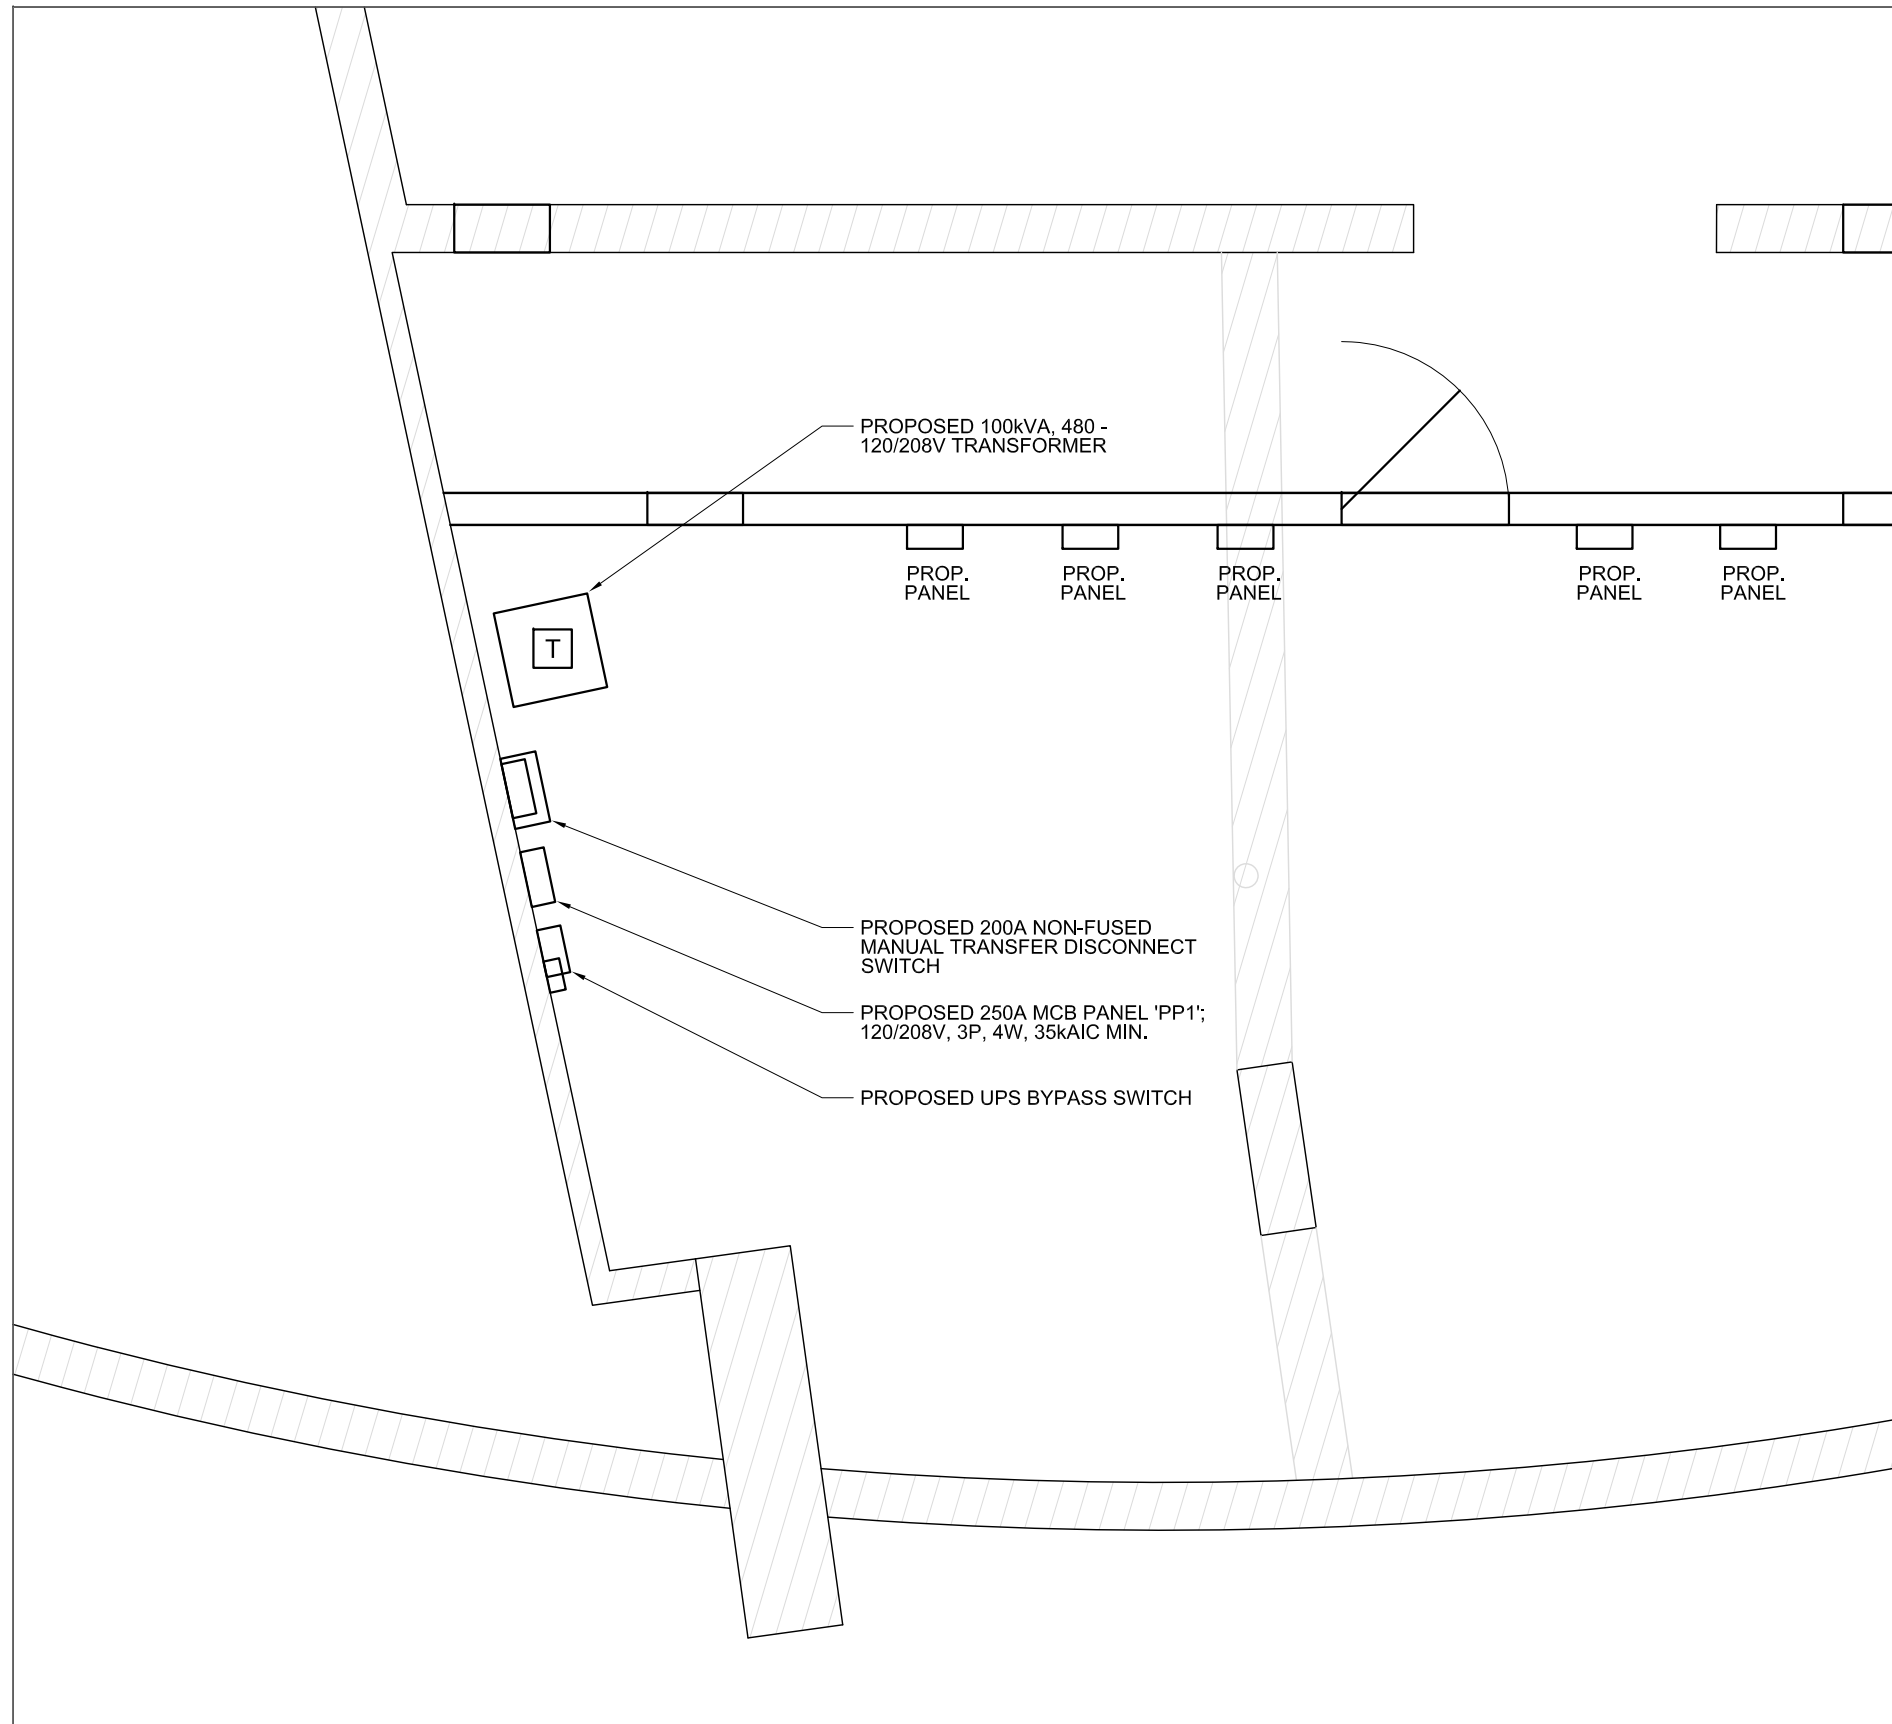 PROPOSED 100kVA, 480 -
120/208V TRANSFORMER
PROP.
PANEL
PROP.
PANEL
PROP.
PANEL
PROP.
PANEL
PROP.
PANEL
T
PROPOSED 200A NON-FUSED
MANUAL TRANSFER DISCONNECT
SWITCH
PROPOSED 250A MCB PANEL 'PP1';
120/208V, 3P, 4W, 35kAIC MIN.
PROPOSED UPS BYPASS SWITCH